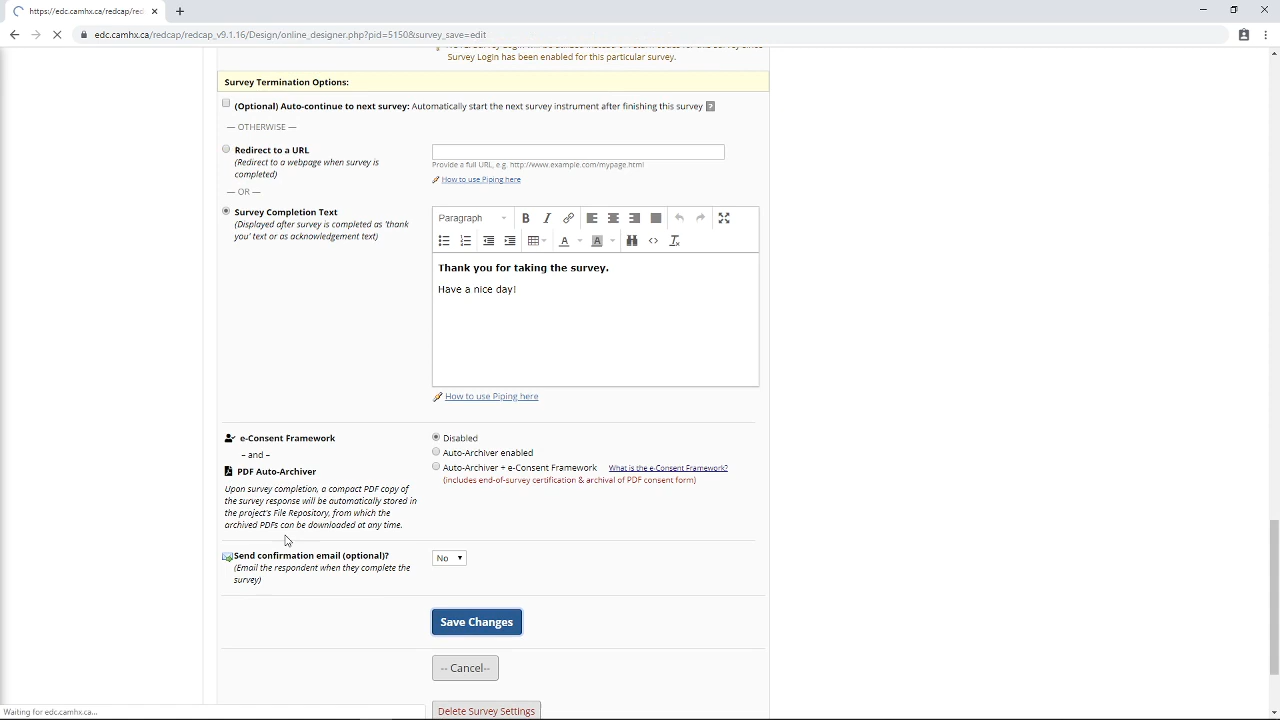 https://edc.camhx.ca/redcap/red
edc.camhx.ca/redcap/redcap_v9.1.16/Design/online_designer.php?pid=5150&survey_save=edit
Survey Login has been enabled for this particular survey.
Survey Termination Options:
(Optional) Auto-continue to next survey: Automatically start the next survey instrument after finishing this survey ?
— OTHERWISE —
Redirect to a URL
(Redirect to a webpage when survey is
completed)
Provide a full URL, e.g. http://www.example.com/mypage.html
How to use Piping here
— OR —
Survey Completion Text
(Displayed after survey is completed as 'thank
you' text or as acknowledgement text)
Paragraph
Thank you for taking the survey.
Have a nice day!
How to use Piping here
e-Consent Framework
– and –
PDF Auto-Archiver
Upon survey completion, a compact PDF copy of
the survey response will be automatically stored in
the project's File Repository, from which the
archived PDFs can be downloaded at any time.
Disabled
Auto-Archiver enabled
Auto-Archiver + e-Consent Framework What is the e-Consent Framework?
(includes end-of-survey certification & archival of PDF consent form)
Send confirmation email (optional)?
(Email the respondent when they complete the
survey)
No
Save Changes
-- Cancel--
Delete Survey Settings
Waiting for edc.camhx.ca...